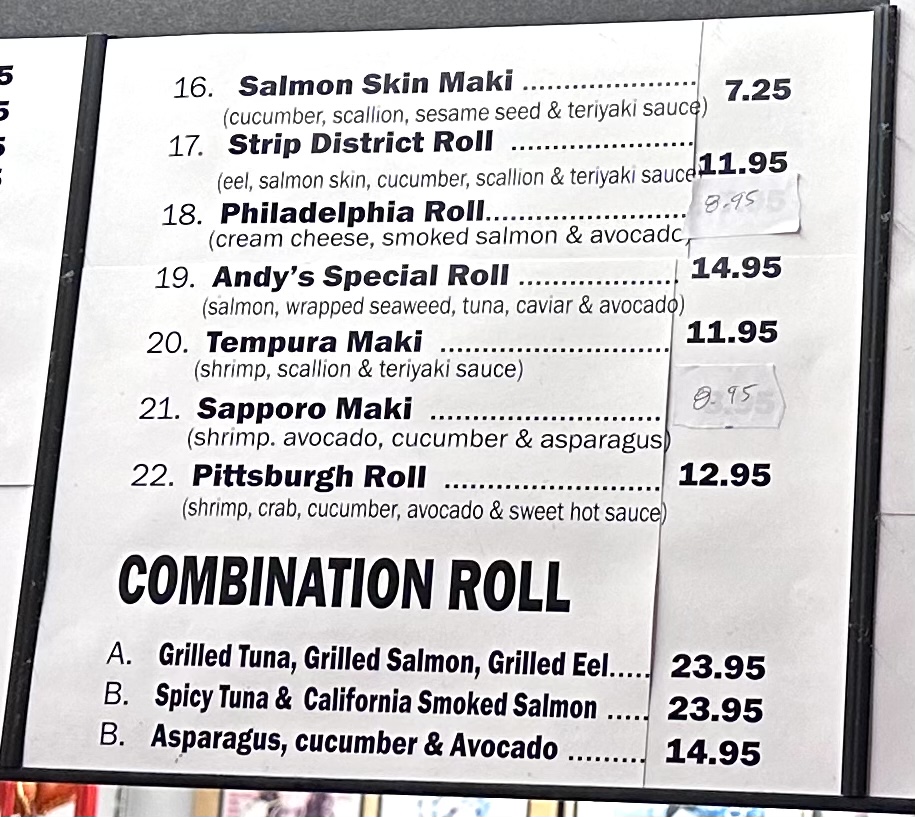 5
5
16. Salmon Skin Maki ........................ 7.25
(cucumber, scallion, sesame seed & teriyaki sauce)
17. Strip District Roll ......................... 11.95
(eel, salmon skin, cucumber, scallion & teriyaki sauce
18. Philadelphia Roll........................... 8.95
(cream cheese, smoked salmon & avocado,
19. Andy's Special Roll ...................... 14.95
(salmon, wrapped seaweed, tuna, caviar & avocado)
20. Tempura Maki ............................... 11.95
(shrimp, scallion & teriyaki sauce)
21. Sapporo Maki ............................... 8.95
(shrimp. avocado, cucumber & asparagus)
22. Pittsburgh Roll ............................. 12.95
(shrimp, crab, cucumber, avocado & sweet hot sauce)
COMBINATION ROLL
A. Grilled Tuna, Grilled Salmon, Grilled Eel..... 23.95
B. Spicy Tuna & California Smoked Salmon ..... 23.95
B. Asparagus, cucumber & Avocado ......... 14.95